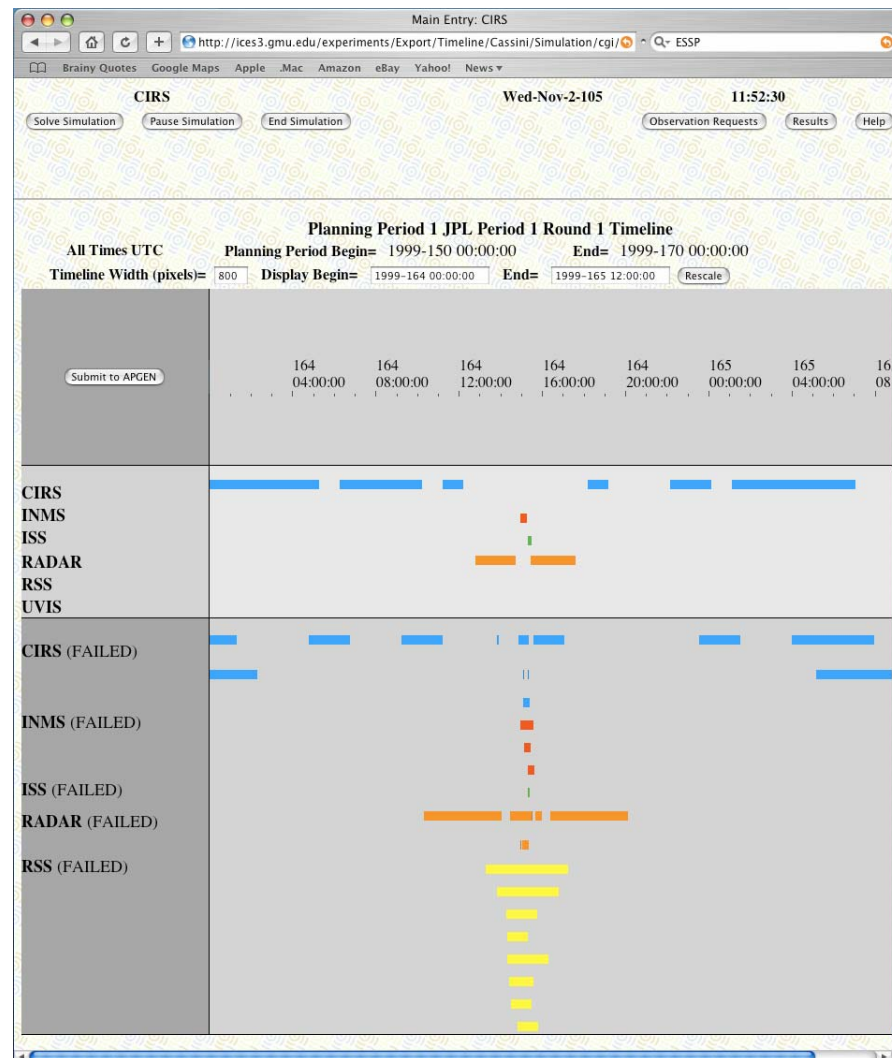 Main Entry: CIRS
http://ices3.gmu.edu/experiments/Export/Timeline/Cassini/Simulation/cgi/ Q- ESSP
Brainy Quotes Google Maps Apple .Mac Amazon eBay Yahoo! News ▾
CIRS Wed-Nov-2-105 11:52:30
Solve Simulation Pause Simulation End Simulation Observation Requests Results Help
Planning Period 1 JPL Period 1 Round 1 Timeline
All Times UTC Planning Period Begin= 1999-150 00:00:00 End= 1999-170 00:00:00
Timeline Width (pixels)= 800 Display Begin= 1999-164 00:00:00 End= 1999-165 12:00:00 Rescale
Submit to APGEN
164 164 164 164 164 165 165 16
04:00:00 08:00:00 12:00:00 16:00:00 20:00:00 00:00:00 04:00:00 08
CIRS
INMS
ISS
RADAR
RSS
UVIS
CIRS (FAILED)
INMS (FAILED)
ISS (FAILED)
RADAR (FAILED)
RSS (FAILED)